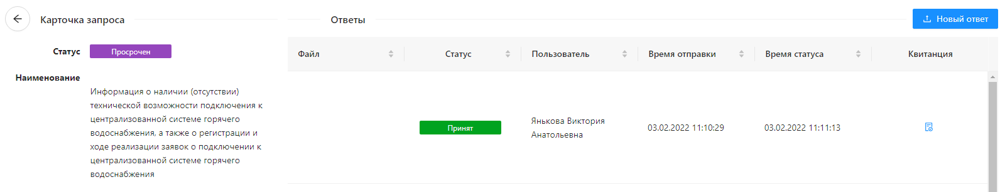 Карточка запроса
Ответы
Новый ответ
Статус
Просрочен
Наименование
Информация о наличии (отсутствии)
технической возможности подключения к
централизованной системе горячего
водоснабжения, а также о регистрации и
ходе реализации заявок о подключении к
централизованной системе горячего
водоснабжения
Файл
Статус
Пользователь
Время отправки
Время статуса
Квитанция
Принят
Янькова Виктория
Анатольевна
03.02.2022 11:10:29
03.02.2022 11:11:13